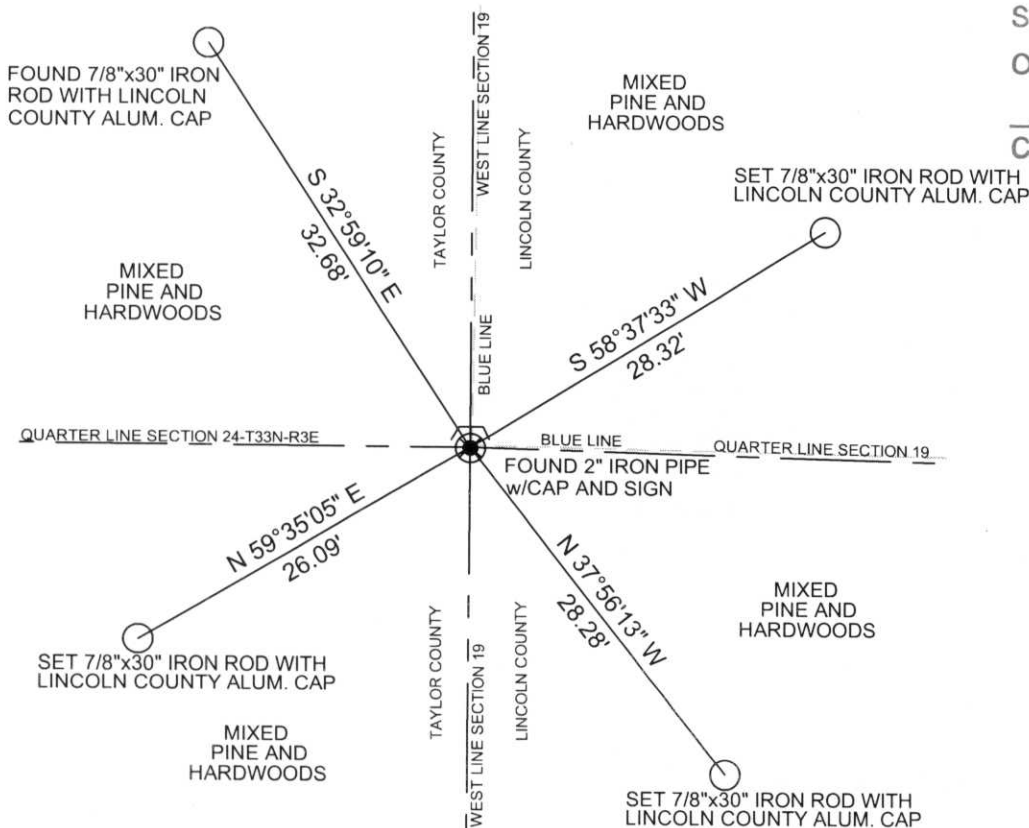 FOUND 7/8"x30" IRON
ROD WITH LINCOLN
COUNTY ALUM. CAP
S 32°59'10" E
32.68'
TAYLOR COUNTY
WEST LINE SECTION 19
LINCOLN COUNTY
BLUE LINE
MIXED
PINE AND
HARDWOODS
S
O
C
SET 7/8"x30" IRON ROD WITH
LINCOLN COUNTY ALUM. CAP
MIXED
PINE AND
HARDWOODS
S 58°37'33" W
28.32'
QUARTER LINE SECTION 24-T33N-R3E
BLUE LINE
QUARTER LINE SECTION 19
FOUND 2" IRON PIPE
w/CAP AND SIGN
N 59°35'05" E
26.09'
N 37°56'13" W
28.28'
MIXED
PINE AND
HARDWOODS
SET 7/8"x30" IRON ROD WITH
LINCOLN COUNTY ALUM. CAP
TAYLOR COUNTY
WEST LINE SECTION 19
LINCOLN COUNTY
MIXED
PINE AND
HARDWOODS
SET 7/8"x30" IRON ROD WITH
LINCOLN COUNTY ALUM. CAP